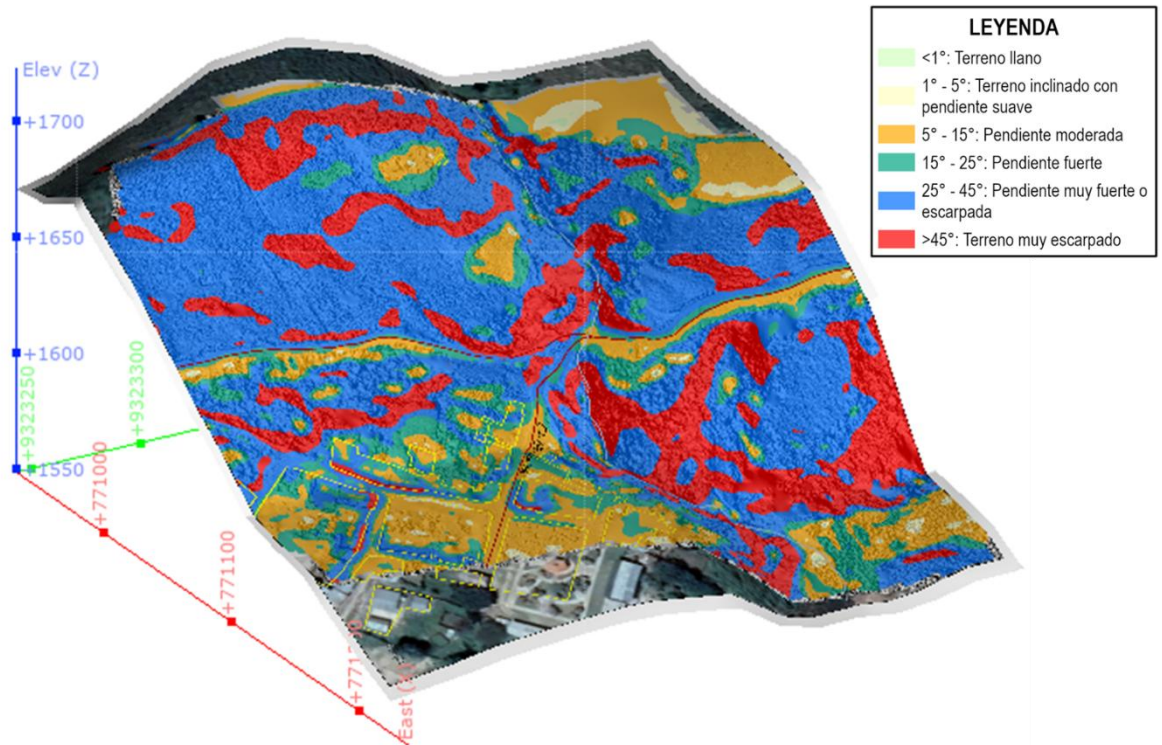 LEYENDA
<1°: Terreno llano
1° - 5°: Terreno inclinado con
pendiente suave
5° - 15°: Pendiente moderada
15° - 25°: Pendiente fuerte
25° - 45°: Pendiente muy fuerte o
escarpada
>45°: Terreno muy escarpado
Elev (Z)
+1700
+1650
+1600
+1550
+9323250
+9323300
+771000
+771100
East